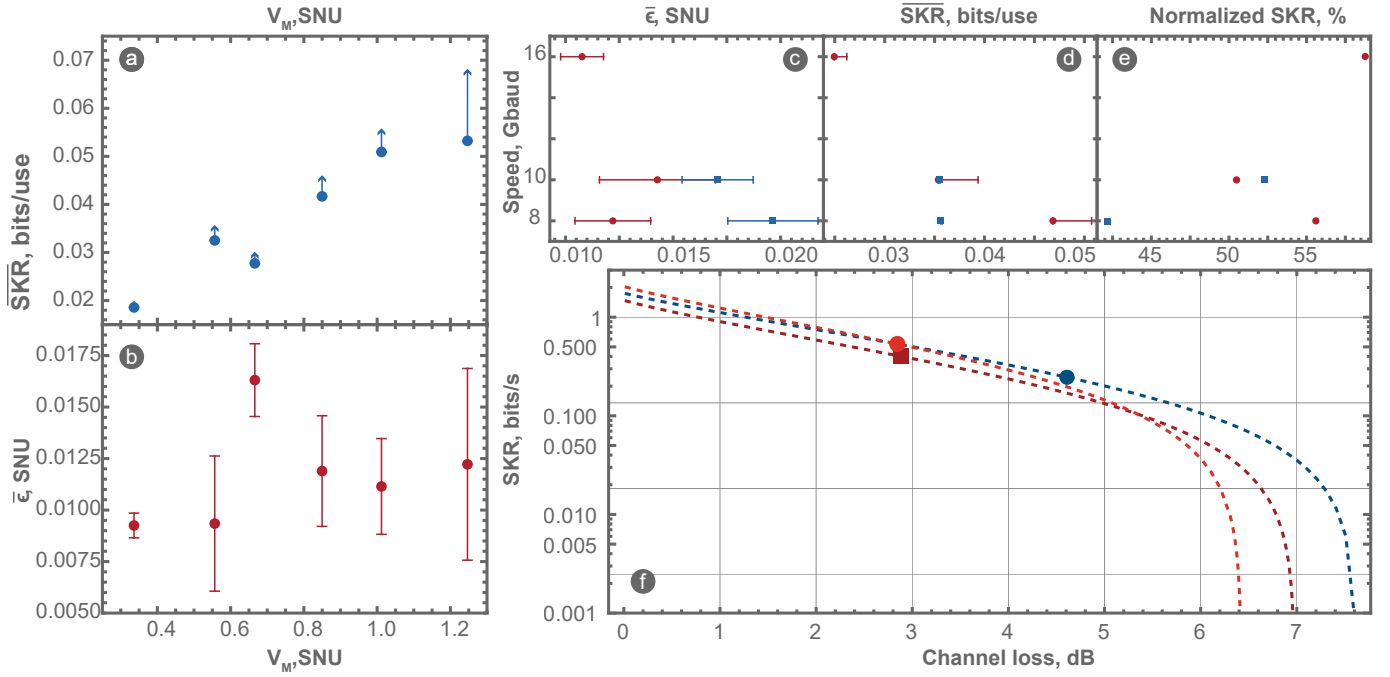 V_M,SNU
ε̅, SNU
S̅K̅R̅, bits/use
Normalized SKR, %
a
0.07
0.06
0.05
0.04
0.03
0.02
S̅K̅R̅, bits/use
b
0.0175
0.0150
0.0125
0.0100
0.0075
0.0050
ε̅, SNU
0.4 0.6 0.8 1.0 1.2
V_M,SNU
c
d
e
16
10
8
Speed, Gbaud
0.010 0.015 0.020
0.03 0.04 0.05
45 50 55
f
1
0.500
0.100
0.050
0.010
0.005
0.001
SKR, bits/s
0 1 2 3 4 5 6 7
Channel loss, dB